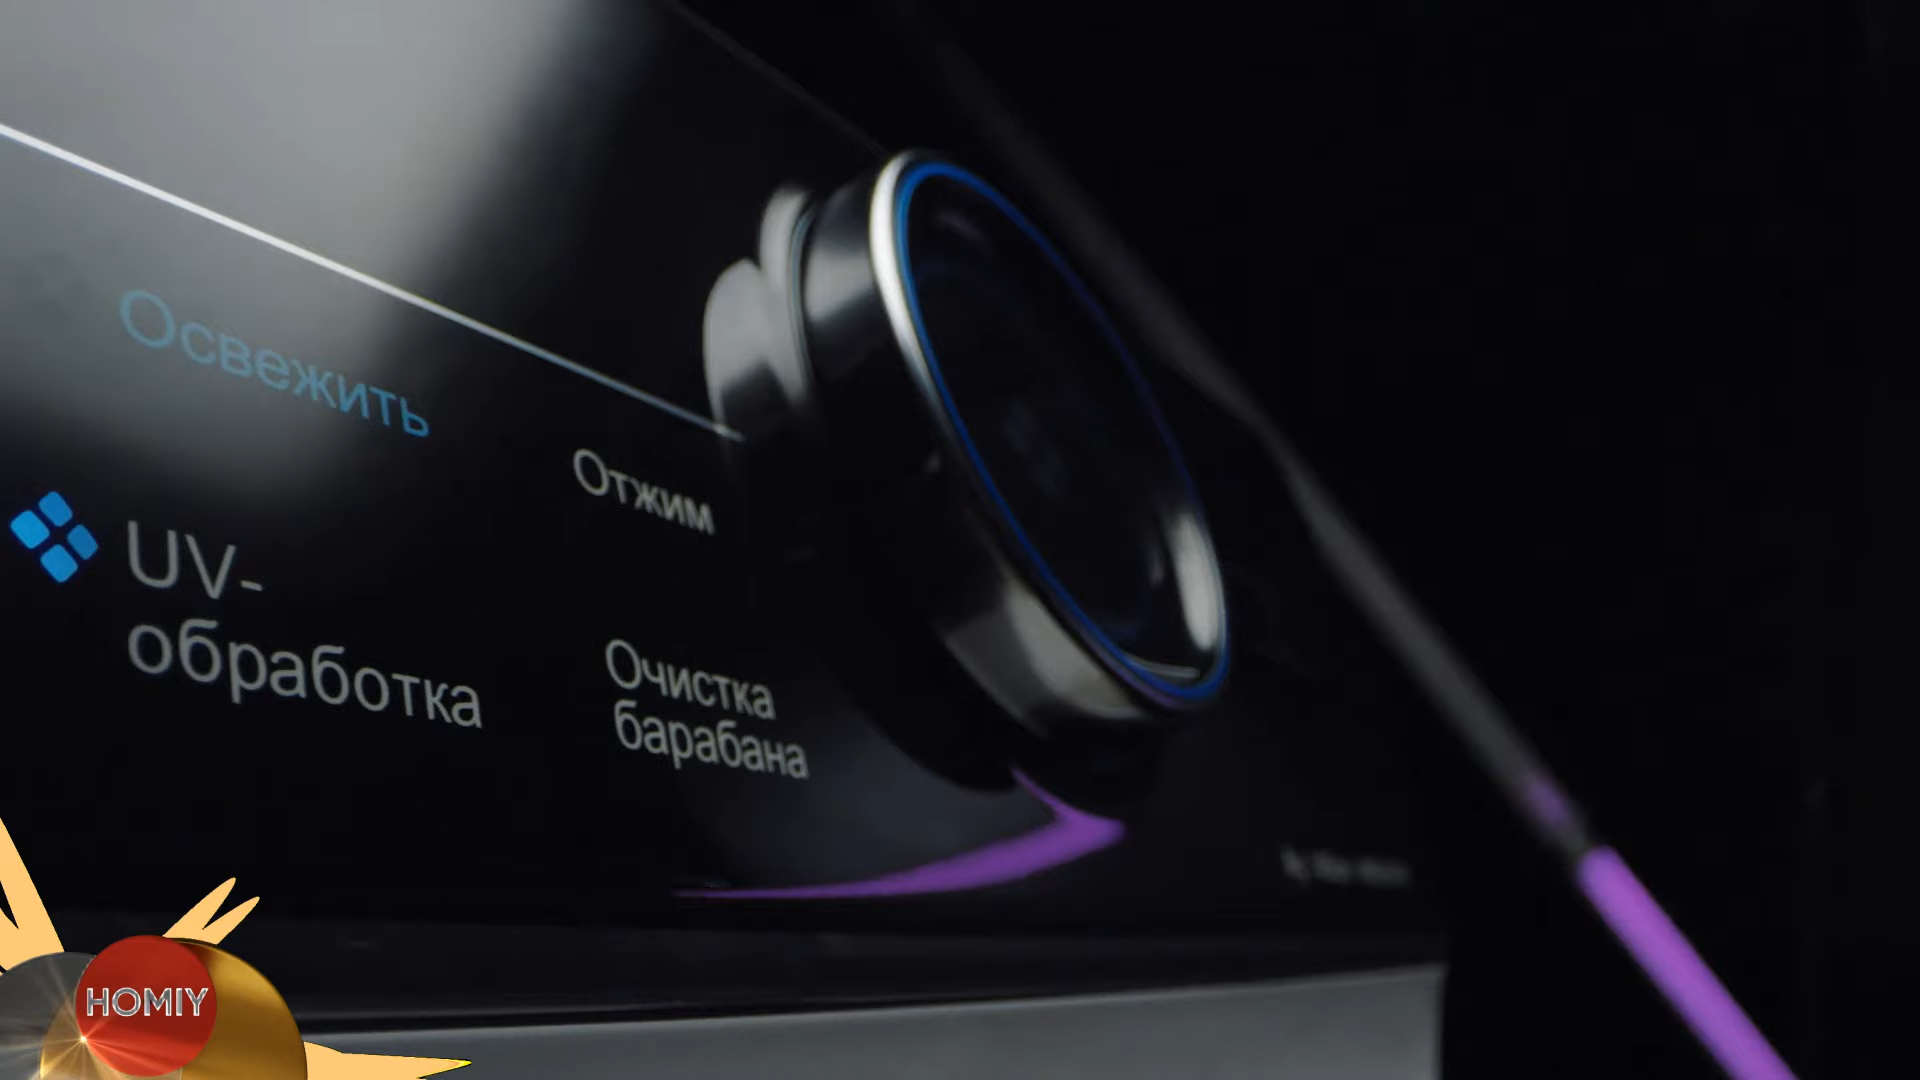 Освежить
Отжим
UV-
обработка
Очистка
барабана
HOMIY